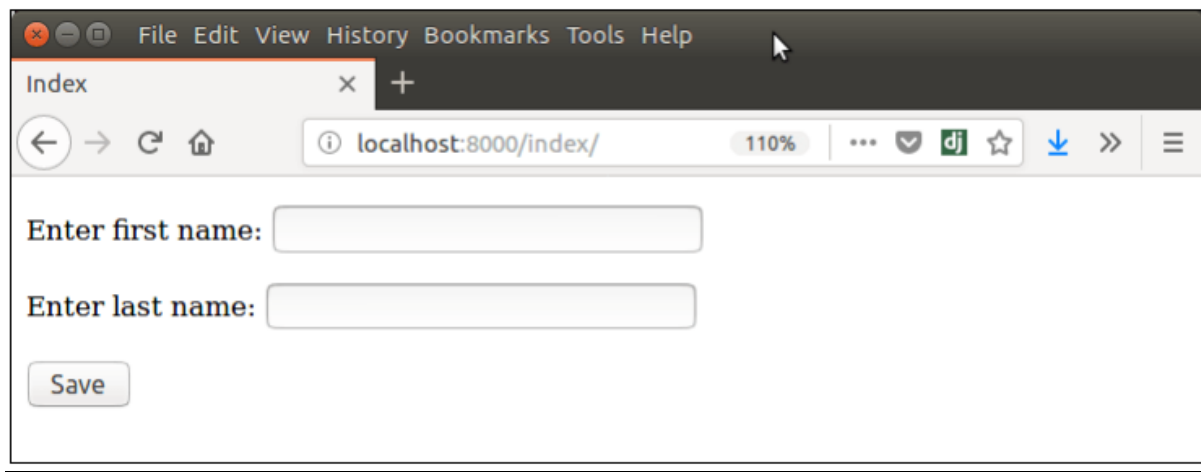 File Edit View History Bookmarks Tools Help
Index
localhost:8000/index/ 110% dj
Enter first name:
Enter last name:
Save